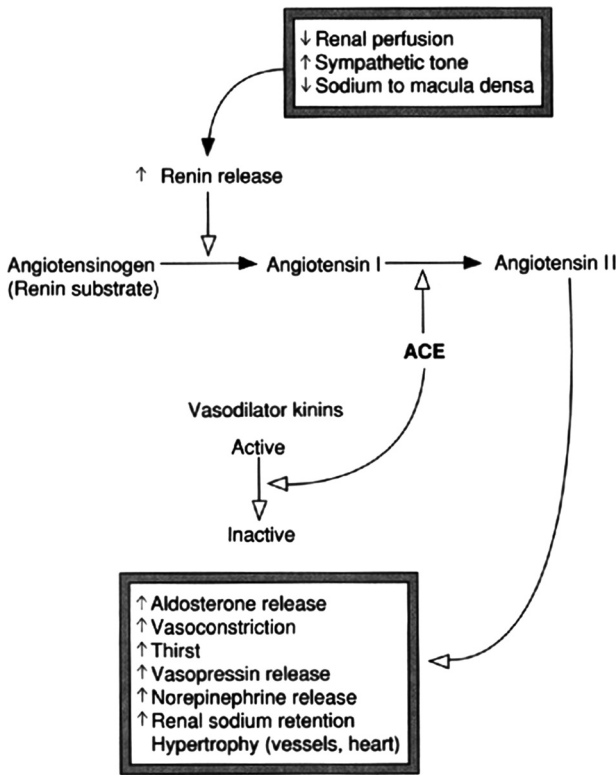 ↓ Renal perfusion
↑ Sympathetic tone
↓ Sodium to macula densa
↑ Renin release
Angiotensinogen
(Renin substrate)
Angiotensin I
Angiotensin II
ACE
Vasodilator kinins
Active
Inactive
↑ Aldosterone release
↑ Vasoconstriction
↑ Thirst
↑ Vasopressin release
↑ Norepinephrine release
↑ Renal sodium retention
Hypertrophy (vessels, heart)